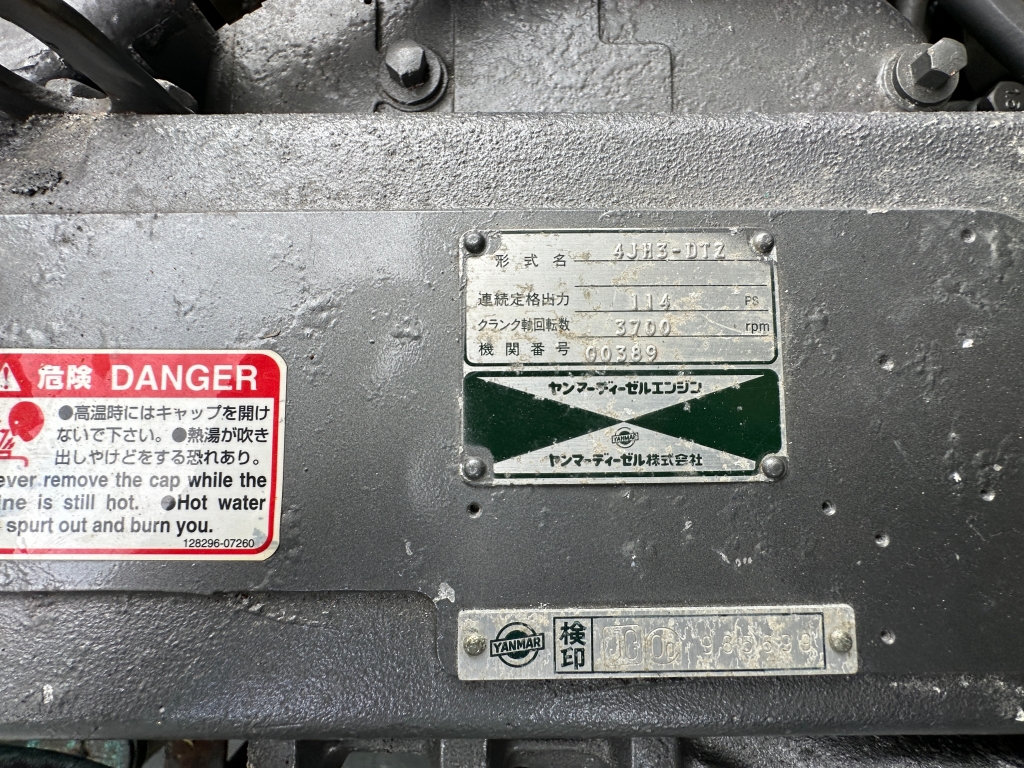 形式名 4JH3-DTZ
連続定格出力 114 PS
クランク軸回転数 3700 rpm
機関番号 00389
ヤンマーディーゼルエンジン
YANMAR
ヤンマーディーゼル株式会社
危険 DANGER
●高温時にはキャップを開け
ないで下さい。●熱湯が吹き
出しやけどをする恐れあり。
ever remove the cap while the
ine is still hot. ●Hot water
spurt out and burn you.
128296-07260
YANMAR 検印